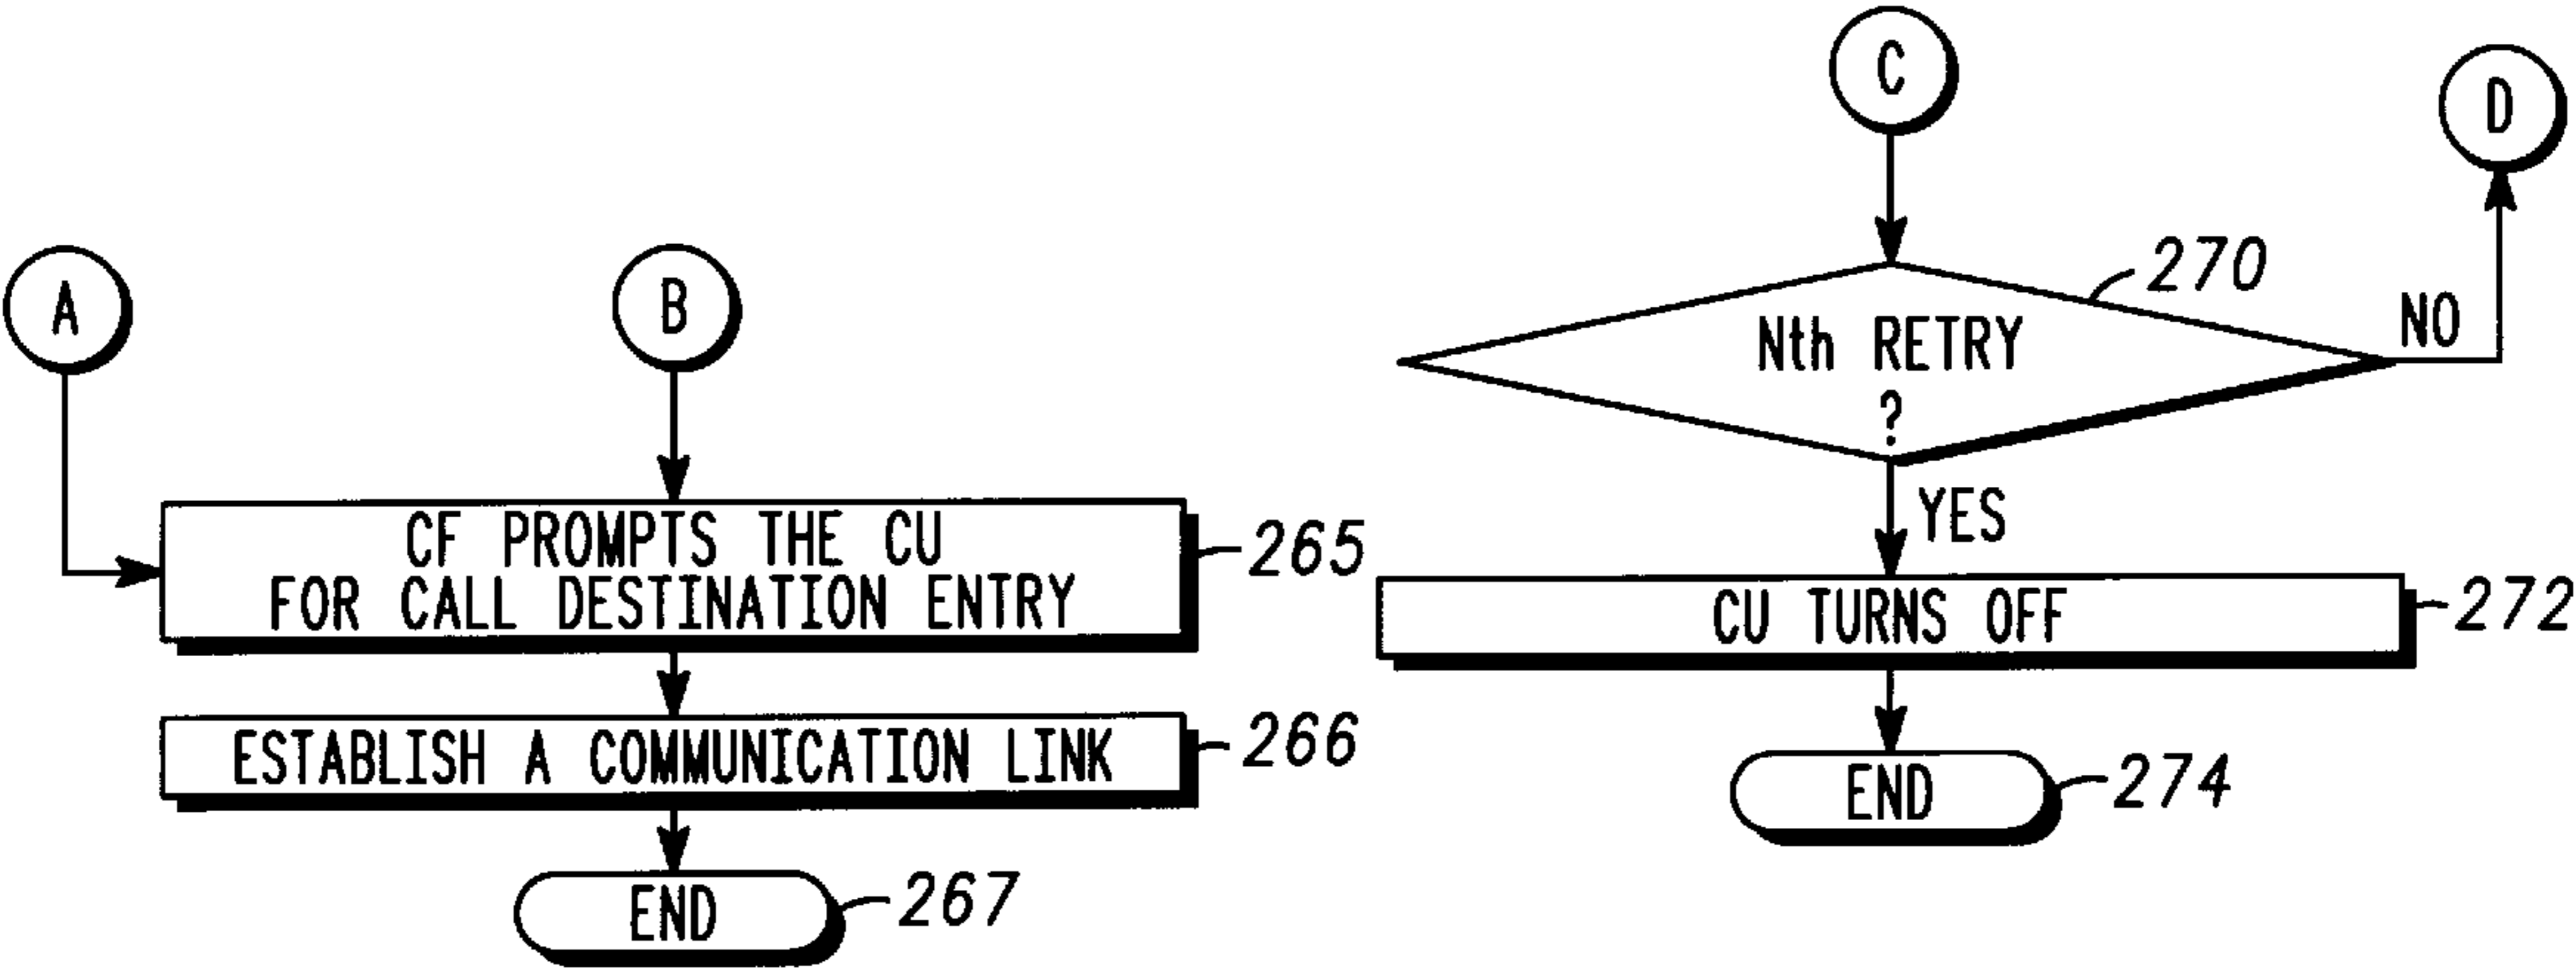 A
B
CF PROMPTS THE CU
FOR CALL DESTINATION ENTRY
265
ESTABLISH A COMMUNICATION LINK
266
END
267
C
D
270
Nth RETRY
?
NO
YES
CU TURNS OFF
272
END
274